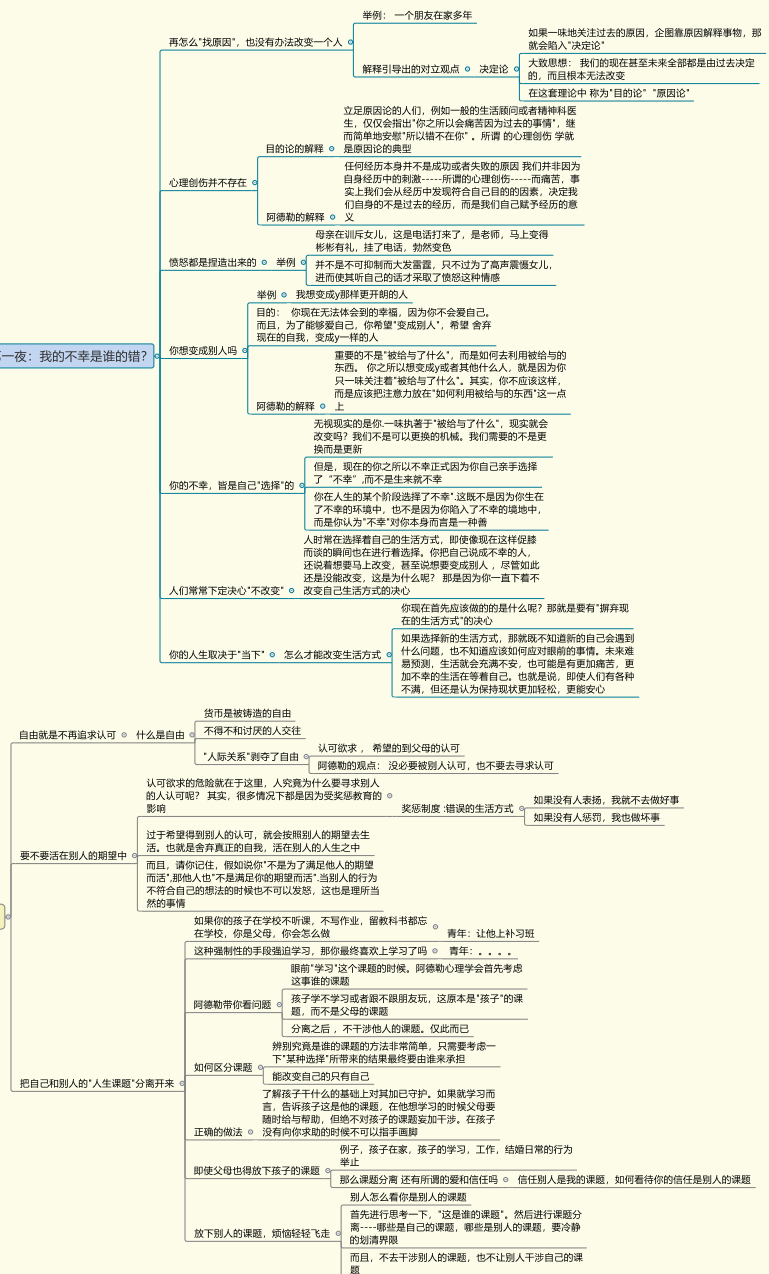 第一夜：我的不幸是谁的错?
再怎么"找原因"，也没有办法改变一个人
举例： 一个朋友在家多年
解释引导出的对立观点
决定论
如果一味地关注过去的原因，企图靠原因解释事物，那
就会陷入"决定论"
大致思想： 我们的现在甚至未来全部都是由过去决定
的，而且根本无法改变
在这套理论中 称为"目的论" "原因论"
心理创伤并不存在
目的论的解释
立足原因论的人们，例如一般的生活顾问或者精神科医
生，仅仅会指出"你之所以会痛苦因为过去的事情"，继
而简单地安慰"所以错不在你" 。所谓 的心理创伤 学就
是原因论的典型
阿德勒的解释
任何经历本身并不是成功或者失败的原因 我们并非因为
自身经历中的刺激-----所谓的心理创伤-----而痛苦，事
实上我们会从经历中发现符合自己目的的因素，决定我
们自身的不是过去的经历，而是我们自己赋予经历的意
义
愤怒都是捏造出来的
举例
母亲在训斥女儿，这是电话打来了，是老师，马上变得
彬彬有礼，挂了电话，勃然变色
并不是不可抑制而大发雷霆，只不过为了高声震慑女儿，
进而使其听自己的话才采取了愤怒这种情感
你想变成别人吗
举例
我想变成y那样更开朗的人
目的： 你现在无法体会到的幸福，因为你不会爱自己。
而且，为了能够爱自己，你希望"变成别人"，希望 舍弃
现在的自我，变成y一样的人
阿德勒的解释
重要的不是"被给与了什么"，而是如何去利用被给与的
东西。 你之所以想变成y或者其他什么人，就是因为你
只一味关注着"被给与了什么"。其实，你不应该这样，
而是应该把注意力放在"如何利用被给与的东西"这一点
上
你的不幸，皆是自己"选择"的
无视现实的是你.一味执著于"被给与了什么"，现实就会
改变吗？我们不是可以更换的机械。我们需要的不是更
换而是更新
但是，现在的你之所以不幸正式因为你自己亲手选择
了“不幸”,而不是生来就不幸
你在人生的某个阶段选择了不幸".这既不是因为你生在
了不幸的环境中，也不是因为你陷入了不幸的境地中，
而是你认为"不幸"对你本身而言是一种善
人们常常下定决心"不改变"
人时常在选择着自己的生活方式，即使像现在这样促膝
而谈的瞬间也在进行着选择。你把自己说成不幸的人，
还说着想要马上改变，甚至说想要变成别人 ，尽管如此
还是没能改变，这是为什么呢？ 那是因为你一直下着不
改变自己生活方式的决心
你的人生取决于"当下"
怎么才能改变生活方式
你现在首先应该做的的是什么呢？那就是要有"摒弃现
在的生活方式"的决心
如果选择新的生活方式，那就既不知道新的自己会遇到
什么问题，也不知道应该如何应对眼前的事情。未来难
易预测，生活就会充满不安，也可能是有更加痛苦，更
加不幸的生活在等着自己。也就是说，即使人们有各种
不满，但还是认为保持现状更加轻松，更能安心
自由就是不再追求认可
什么是自由
货币是被铸造的自由
不得不和讨厌的人交往
"人际关系"剥夺了自由
认可欲求 ， 希望的到父母的认可
阿德勒的观点： 没必要被别人认可，也不要去寻求认可
要不要活在别人的期望中
认可欲求的危险就在于这里，人究竟为什么要寻求别人
的人认可呢？ 其实，很多情况下都是因为受奖惩教育的
影响
奖惩制度 :错误的生活方式
如果没有人表扬，我就不去做好事
如果没有人惩罚，我也做坏事
过于希望得到别人的认可，就会按照别人的期望去生
活。也就是舍弃真正的自我，活在别人的人生之中
而且，请你记住，假如说你"不是为了满足他人的期望
而活",那他人也"不是满足你的期望而活".当别人的行为
不符合自己的想法的时候也不可以发怒，这也是理所当
然的事情
把自己和别人的"人生课题"分离开来
如果你的孩子在学校不听课，不写作业，留教科书都忘
在学校，你是父母，你会怎么做
青年：让他上补习班
这种强制性的手段强迫学习，那你最终喜欢上学习了吗
青年：。。。。
阿德勒带你看问题
眼前"学习"这个课题的时候。阿德勒心理学会首先考虑
这事谁的课题
孩子学不学习或者跟不跟朋友玩，这原本是"孩子"的课
题，而不是父母的课题
分离之后 ，不干涉他人的课题。仅此而已
如何区分课题
辨别究竟是谁的课题的方法非常简单，只需要考虑一
下"某种选择"所带来的结果最终要由谁来承担
能改变自己的只有自己
正确的做法
了解孩子干什么的基础上对其加已守护。如果就学习而
言，告诉孩子这是他的课题，在他想学习的时候父母要
随时给与帮助，但绝不对孩子的课题妄加干涉。在孩子
没有向你求助的时候不可以指手画脚
即使父母也得放下孩子的课题
例子，孩子在家，孩子的学习，工作，结婚日常的行为
举止
那么课题分离 还有所谓的爱和信任吗
信任别人是我的课题，如何看待你的信任是别人的课题
放下别人的课题，烦恼轻轻飞走
别人怎么看你是别人的课题
首先进行思考一下，"这是谁的课题"。然后进行课题分
离----哪些是自己的课题，哪些是别人的课题，要冷静
的划清界限
而且，不去干涉别人的课题，也不让别人干涉自己的课
题